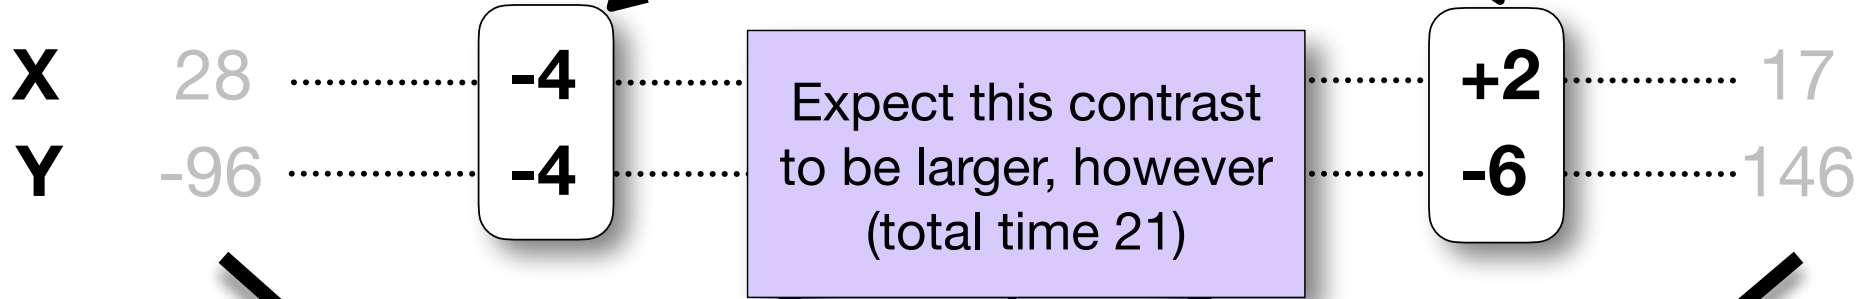 X 28 -4 +2 17
Y -96 -4 -6 146
Expect this contrast
to be larger, however
(total time 21)